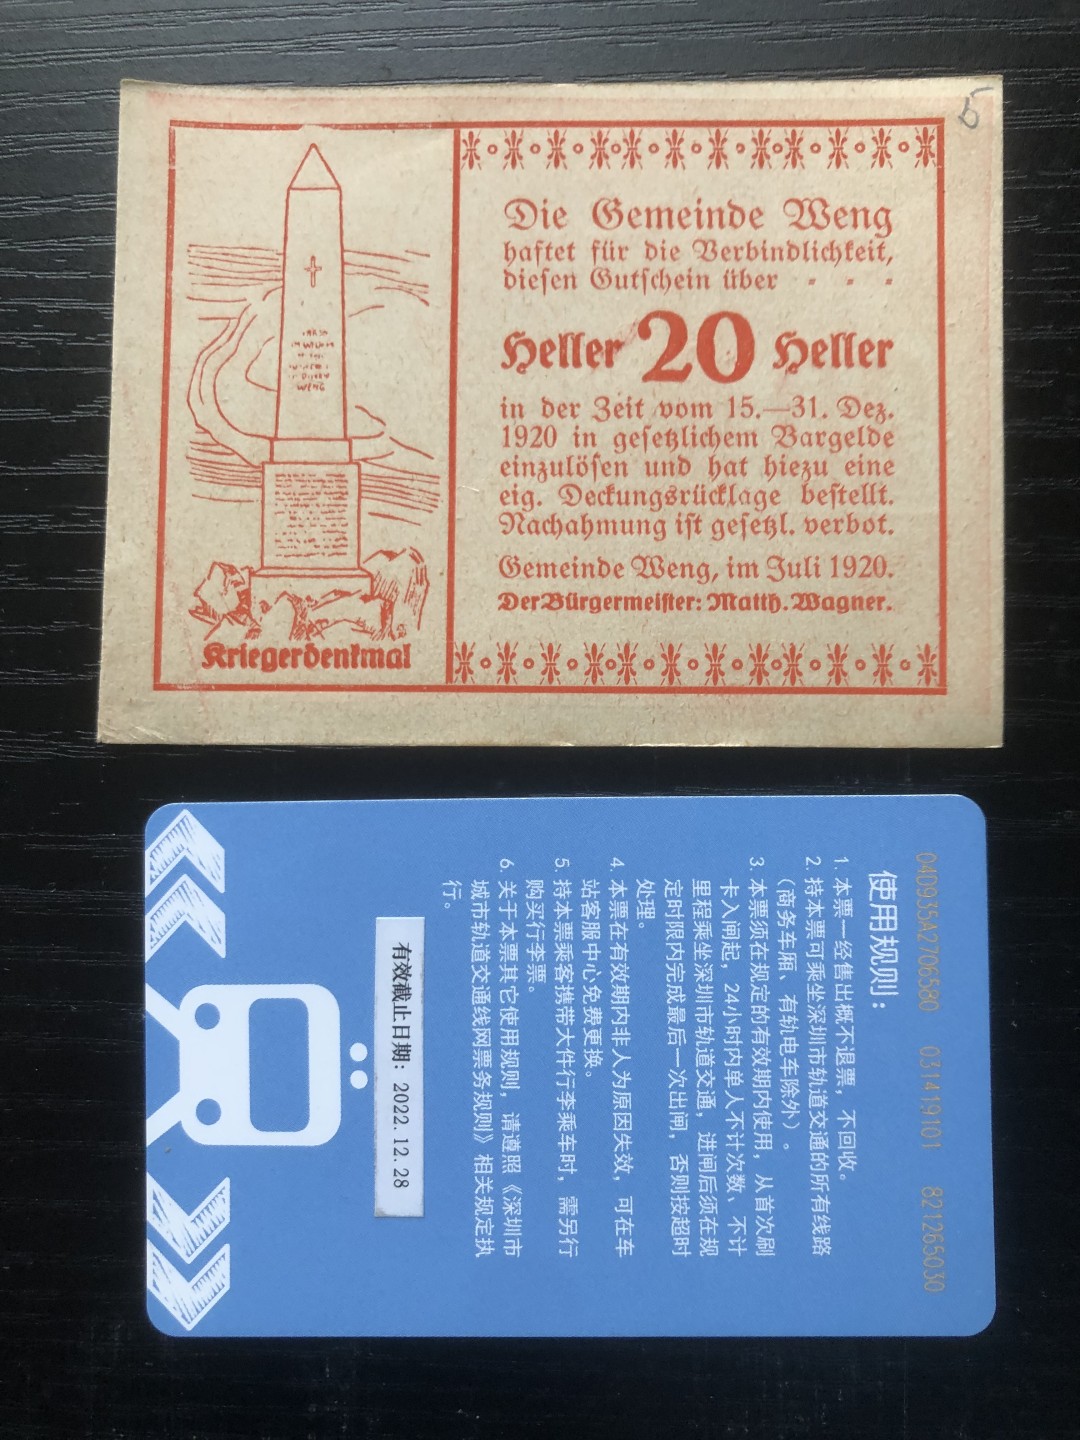 5
Die Gemeinde Weng
haftet für die Verbindlichkeit,
diesen Gutschein über - - -
Heller 20 Heller
in der Zeit vom 15.—31. Dez.
1920 in gesetzlichem Bargelde
einzulösen und hat hiezu eine
eig. Deckungsrücklage bestellt.
Nachahmung ist gesetzl. verbot.
Gemeinde Weng, im Juli 1920.
Der Bürgermeister: Matth. Wagner.
WENG
Kriegerdenkmal
040935A2706580 031419101 821265030
使用规则：
1. 本票一经售出概不退票，不回收。
2. 持本票可乘坐深圳市轨道交通的所有线路
（商务车厢、有轨电车除外）。
3. 本票须在规定的有效期内使用，从首次刷
卡入闸起，24小时内单人不计次数、不计
里程乘坐深圳市轨道交通，进闸后须在规
定时限内完成最后一次出闸，否则按超时
处理。
4. 本票在有效期内非人为原因失效，可在车
站客服中心免费更换。
5. 持本票乘客携带大件行李乘车时，需另行
购买行李票。
6. 关于本票其它使用规则，请遵照《深圳市
城市轨道交通线网票务规则》相关规定执
行。
有效截止日期：2022.12.28